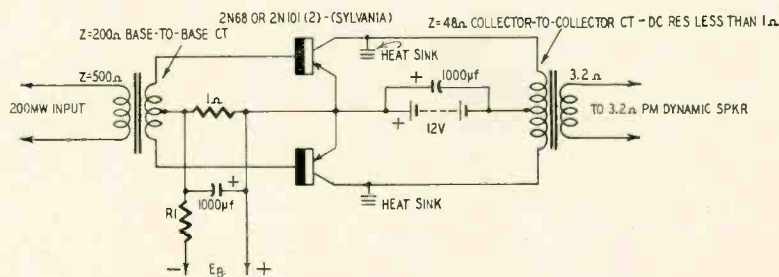 2N68 OR 2N101 (2)-(SYLVANIA)
Z=48Ω COLLECTOR-TO-COLLECTOR CT - DC RES LESS THAN 1Ω
Z=200Ω BASE-TO-BASE CT
HEAT SINK
Z=500Ω
+ 1000µf
3.2Ω
200MW INPUT
1Ω
TO 3.2Ω PM DYNAMIC SPKR
+ 12V
+
1000µf
HEAT SINK
R1
- EB +